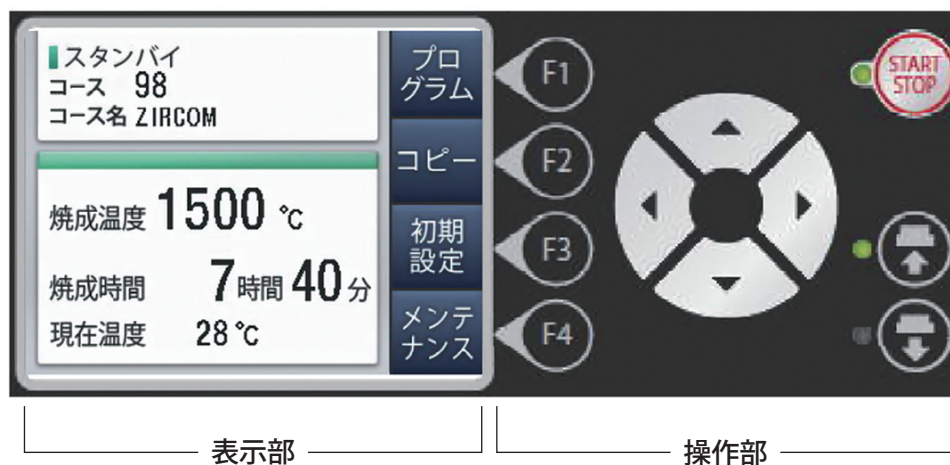 スタンバイ
コース 98
コース名 ZIRCOM
焼成温度 1500 ℃
焼成時間 7時間40分
現在温度 28℃
プロ
グラム
コピー
初期
設定
メンテ
ナンス
F1
F2
F3
F4
START
STOP
表示部
操作部